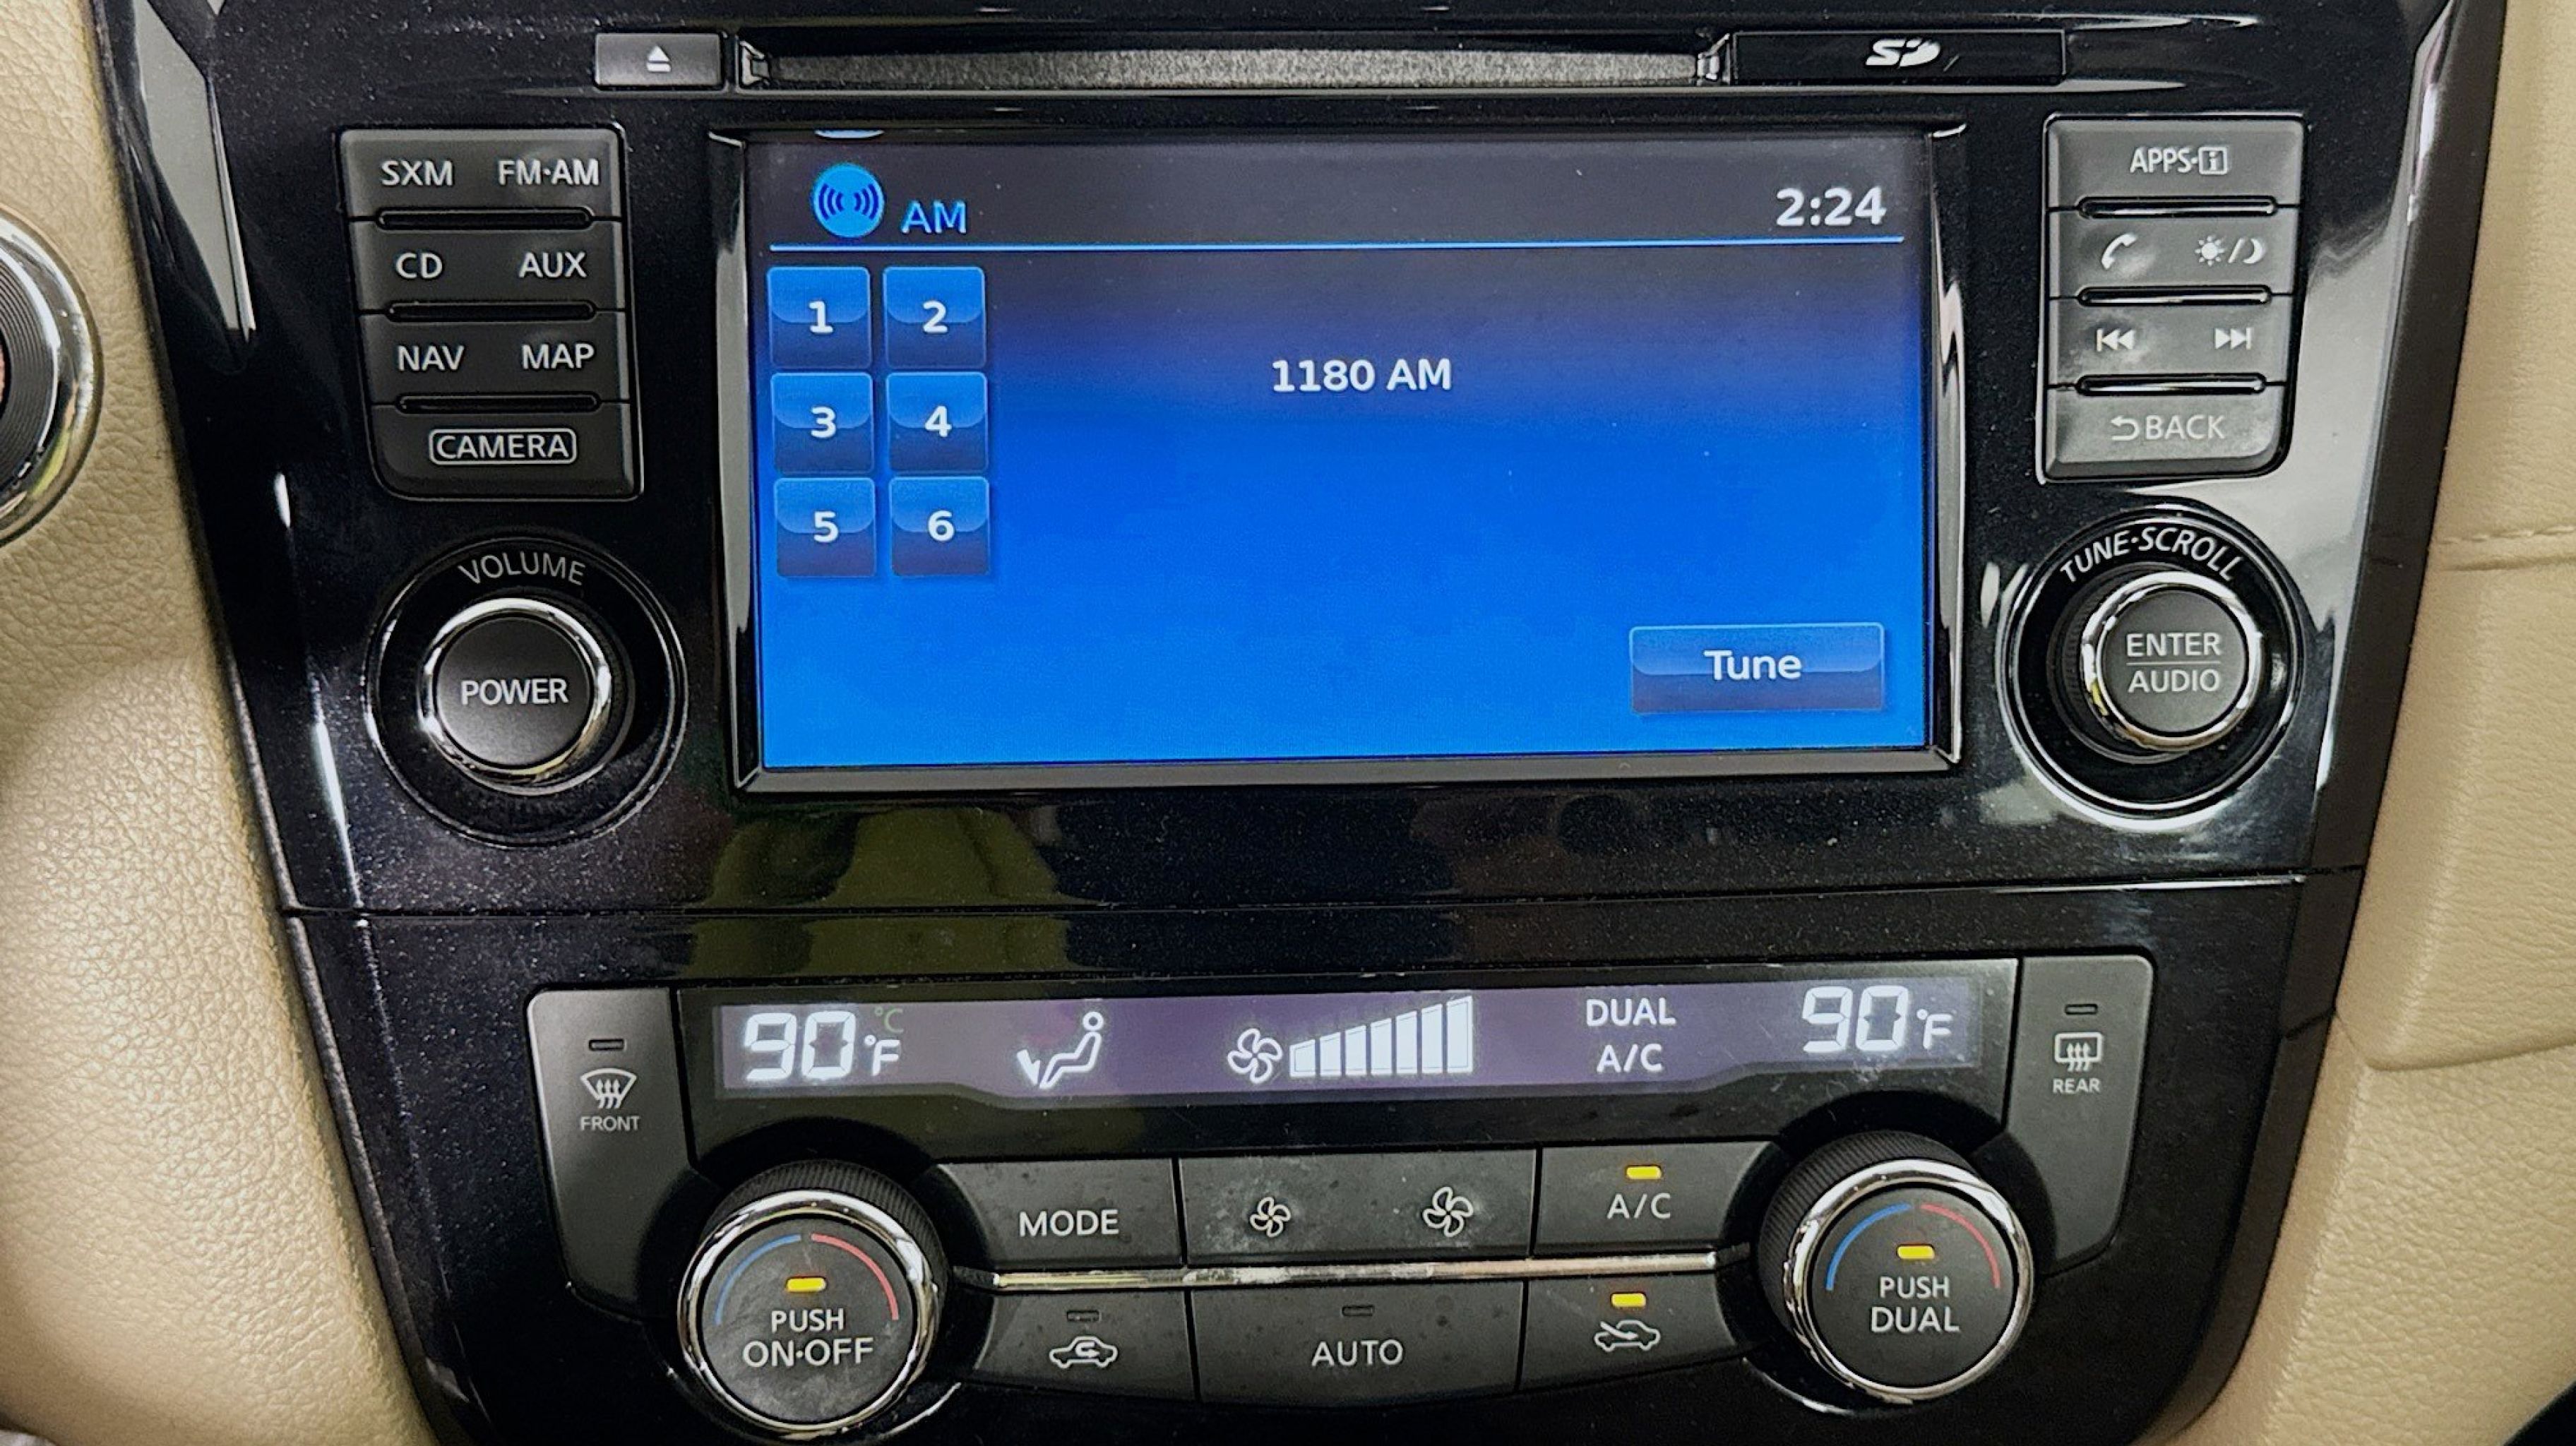 SD
SXM FM·AM
CD AUX
NAV MAP
CAMERA
VOLUME
POWER
AM 2:24
1 2
1180 AM
3 4
5 6
Tune
APPS·i
BACK
TUNE·SCROLL
ENTER
AUDIO
FRONT
90 °C
°F
DUAL
A/C
90 °F
REAR
MODE
A/C
PUSH
ON·OFF
AUTO
PUSH
DUAL